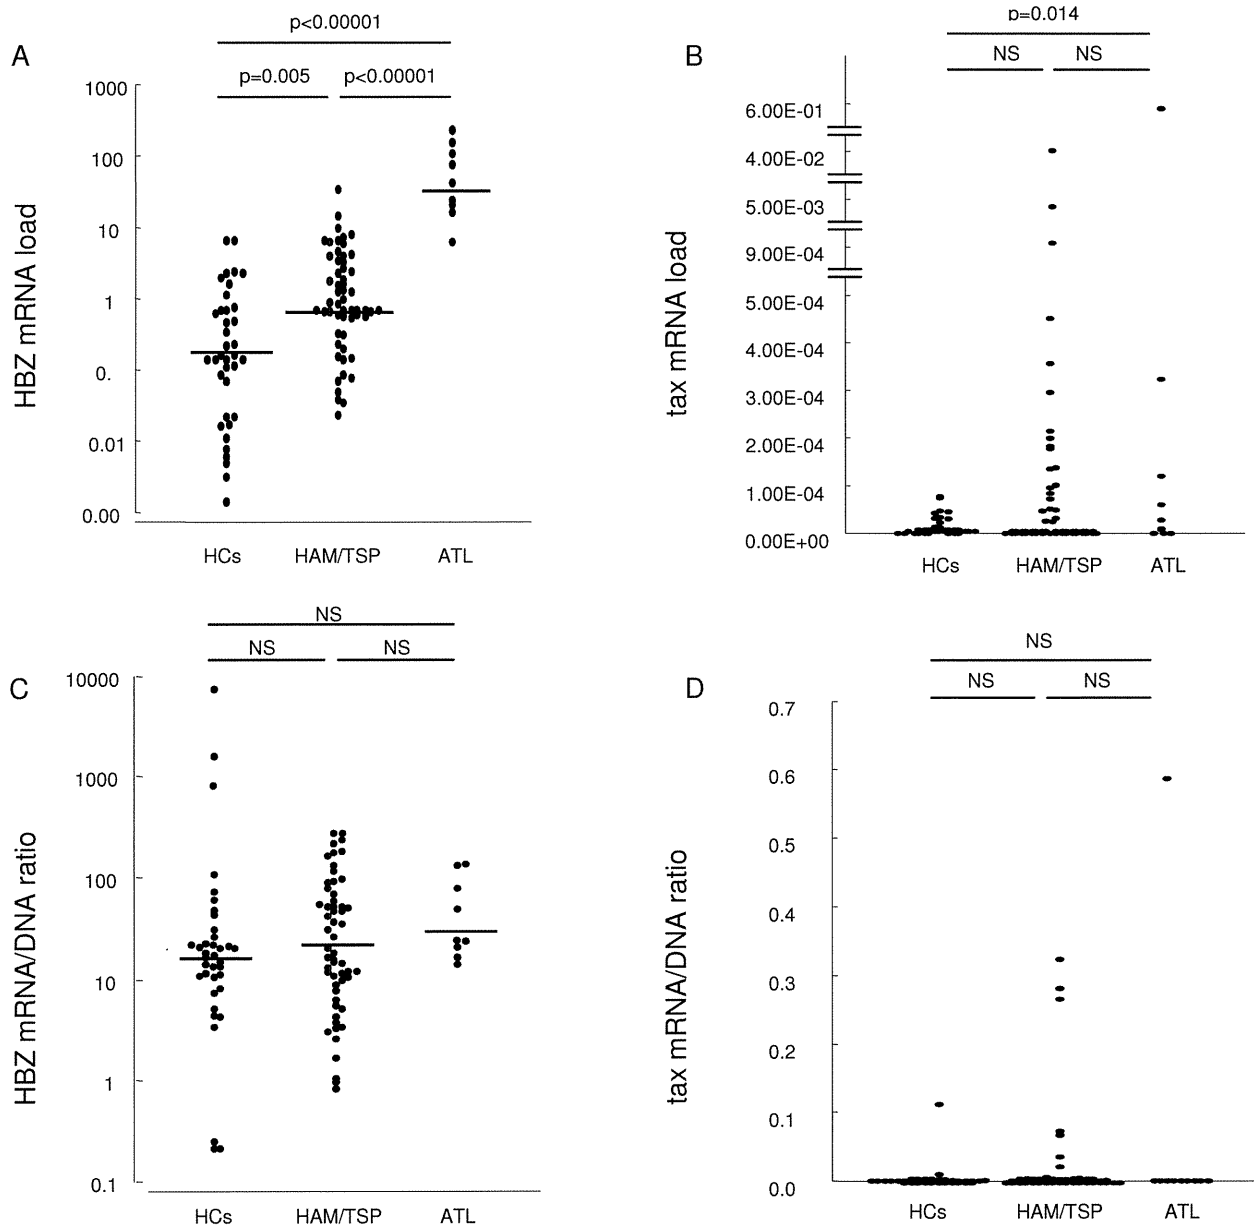 A
p<0.00001
p=0.005
p<0.00001
HBZ mRNA load
1000
100
10
1
0.
0.01
0.00
HCs
HAM/TSP
ATL
B
p=0.014
NS
NS
tax mRNA load
6.00E-01
4.00E-02
5.00E-03
9.00E-04
5.00E-04
4.00E-04
3.00E-04
2.00E-04
1.00E-04
0.00E+00
HCs
HAM/TSP
ATL
C
NS
NS
NS
HBZ mRNA/DNA ratio
10000
1000
100
10
1
0.1
HCs
HAM/TSP
ATL
D
NS
NS
NS
tax mRNA/DNA ratio
0.7
0.6
0.5
0.4
0.3
0.2
0.1
0.0
HCs
HAM/TSP
ATL